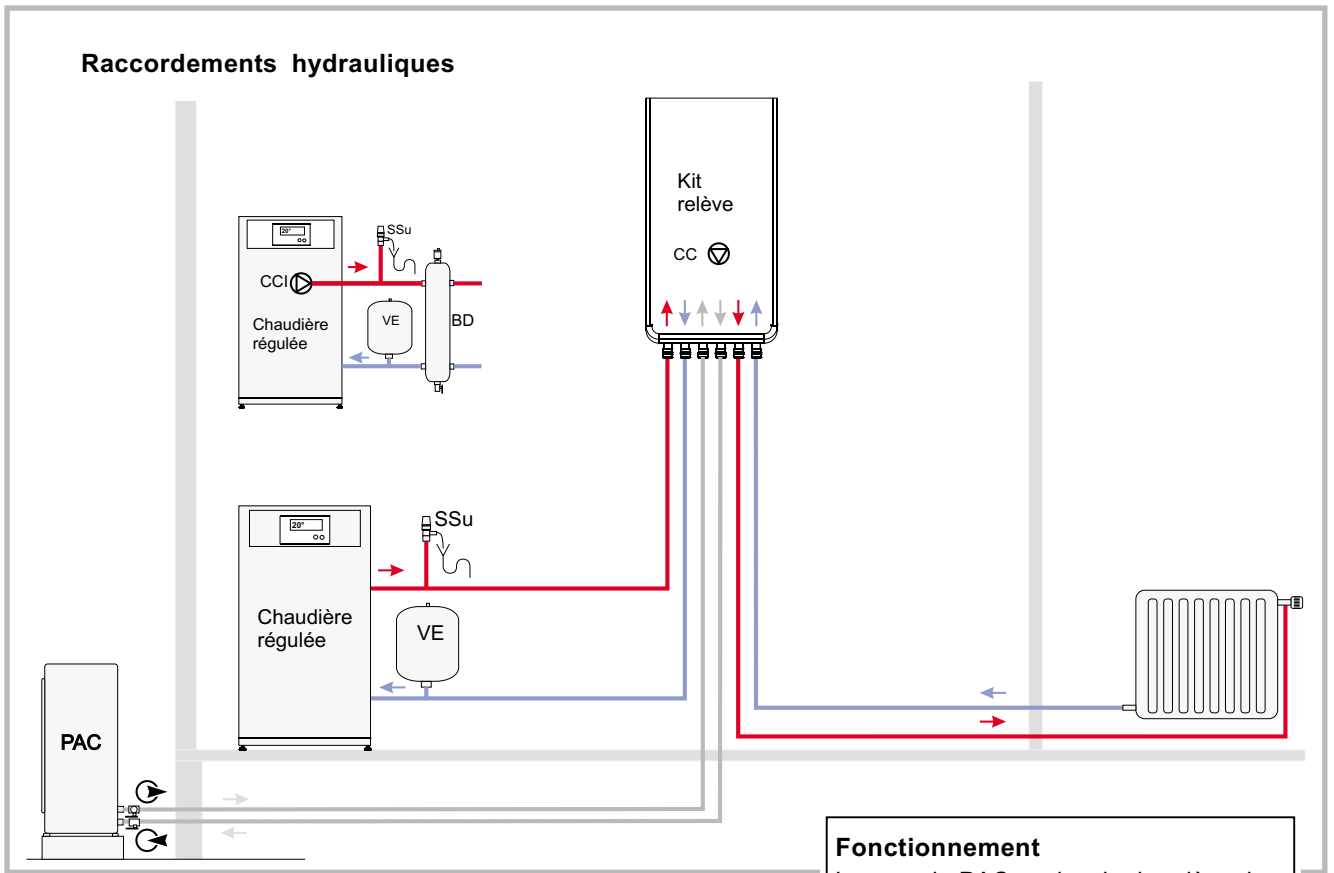 Raccordements hydrauliques
Kit
relève
CC
20°
SSu
CCI
Chaudière
régulée
VE
BD
20°
SSu
Chaudière
régulée
VE
PAC
Fonctionnement